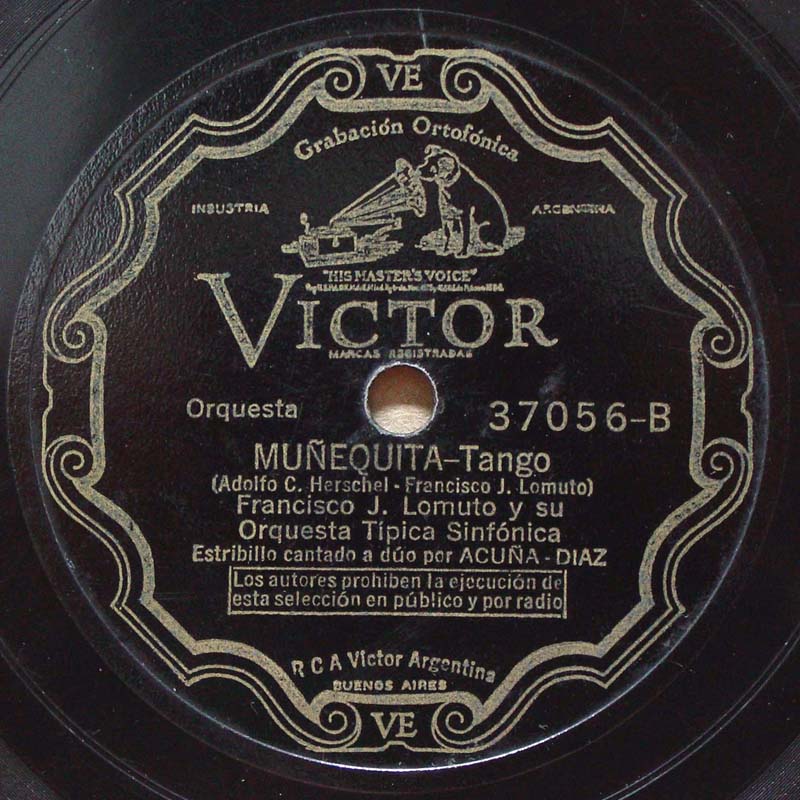 VE
Grabación Ortofónica
INDUSTRIA ARGENTINA
"HIS MASTER'S VOICE"
VICTOR
MARCAS REGISTRADAS
Orquesta 37056-B
MUÑEQUITA-Tango
(Adolfo C. Herschel - Francisco J. Lomuto)
Francisco J. Lomuto y su
Orquesta Típica Sinfónica
Estribillo cantado a dúo por ACUÑA - DIAZ
Los autores prohiben la ejecución de
esta selección en público y por radio
R C A Victor Argentina
BUENOS AIRES
VE